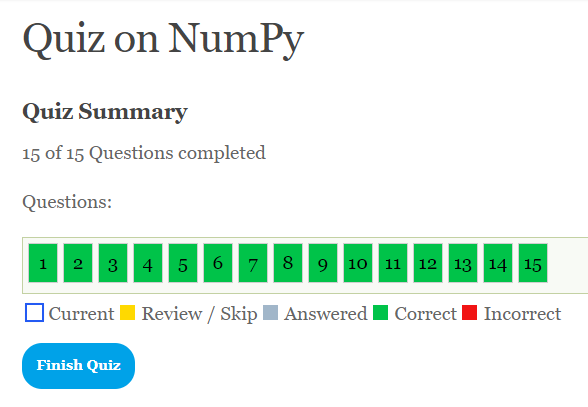 Quiz on NumPy
Quiz Summary
15 of 15 Questions completed
Questions:
1 2 3 4 5 6 7 8 9 10 11 12 13 14 15
Current Review / Skip Answered Correct Incorrect
Finish Quiz